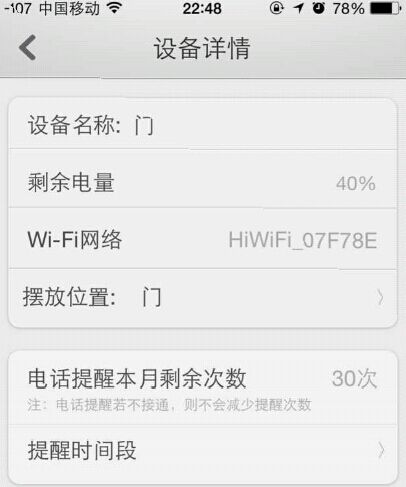 -107 中国移动 22:48 78%
设备详情
设备名称: 门
剩余电量 40%
Wi-Fi网络 HiWiFi_07F78E
摆放位置: 门
电话提醒本月剩余次数 30次
注：电话提醒若不接通，则不会减少提醒次数
提醒时间段